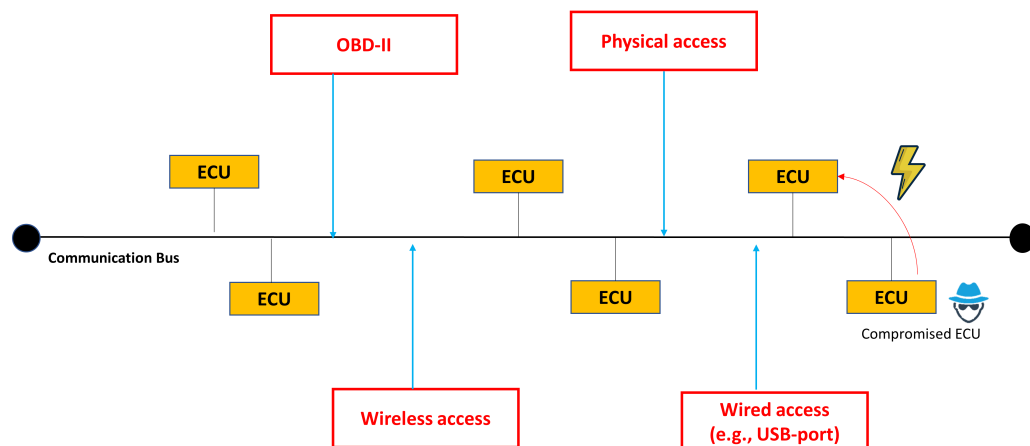 OBD-II
Physical access
ECU
ECU
ECU
Communication Bus
ECU
ECU
ECU
Compromised ECU
Wireless access
Wired access
(e.g., USB-port)